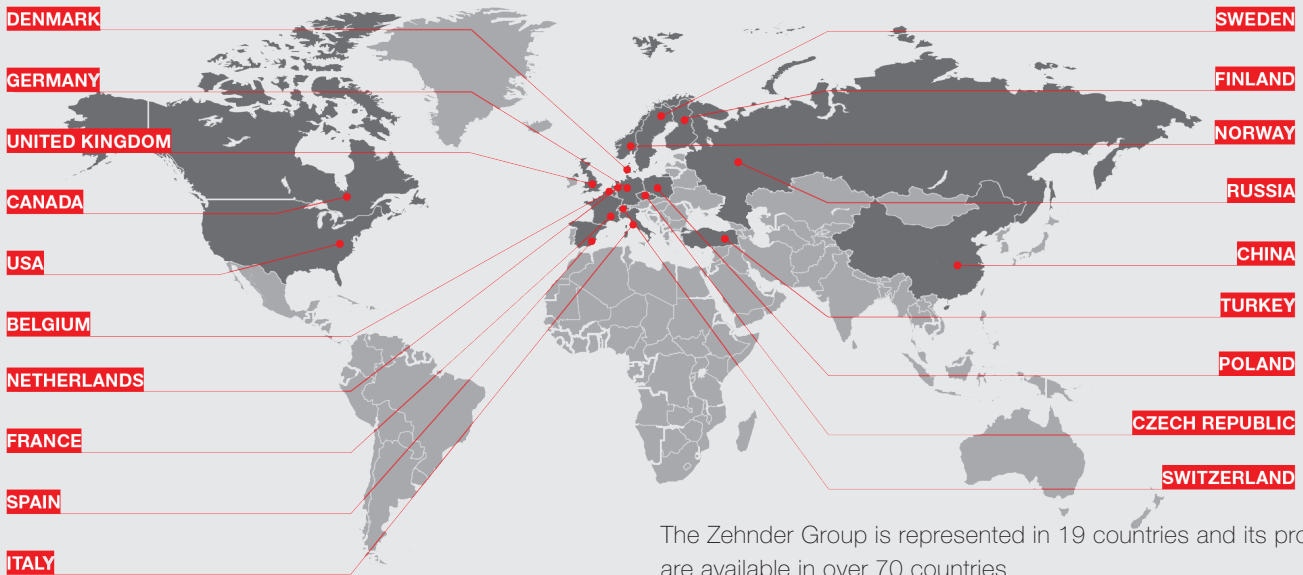 DENMARK
GERMANY
UNITED KINGDOM
CANADA
USA
BELGIUM
NETHERLANDS
FRANCE
SPAIN
ITALY
SWEDEN
FINLAND
NORWAY
RUSSIA
CHINA
TURKEY
POLAND
CZECH REPUBLIC
SWITZERLAND
The Zehnder Group is represented in 19 countries and its pro
are available in over 70 countries